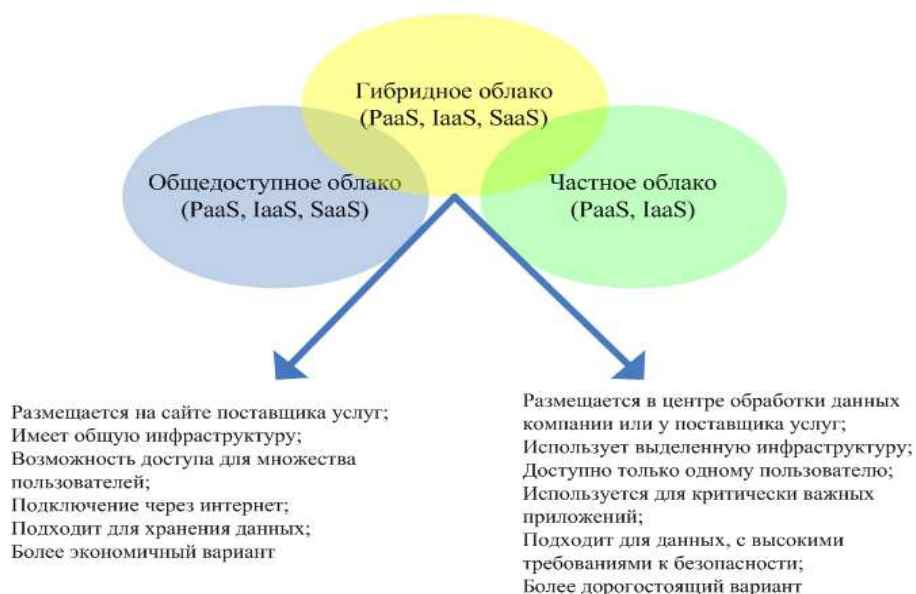 Гибридное облако
(PaaS, IaaS, SaaS)
Общедоступное облако
(PaaS, IaaS, SaaS)
Частное облако
(PaaS, IaaS)
Размещается на сайте поставщика услуг;
Имеет общую инфраструктуру;
Возможность доступа для множества
пользователей;
Подключение через интернет;
Подходит для хранения данных;
Более экономичный вариант
Размещается в центре обработки данных
компании или у поставщика услуг;
Использует выделенную инфраструктуру;
Доступно только одному пользователю;
Используется для критически важных
приложений;
Подходит для данных, с высокими
требованиями к безопасности;
Более дорогостоящий вариант